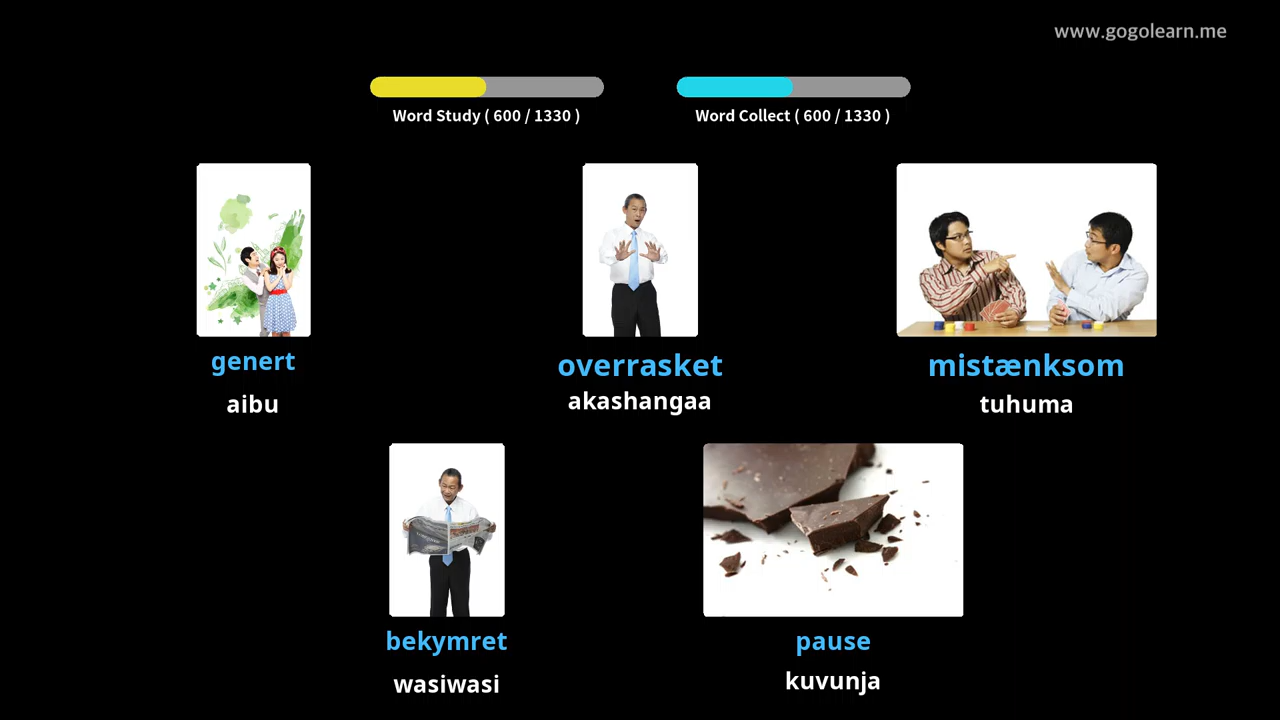 www.gogolearn.me
Word Study ( 600 / 1330 )
Word Collect ( 600 / 1330 )
genert
aibu
overrasket
akashangaa
mistænksom
tuhuma
bekymret
wasiwasi
pause
kuvunja